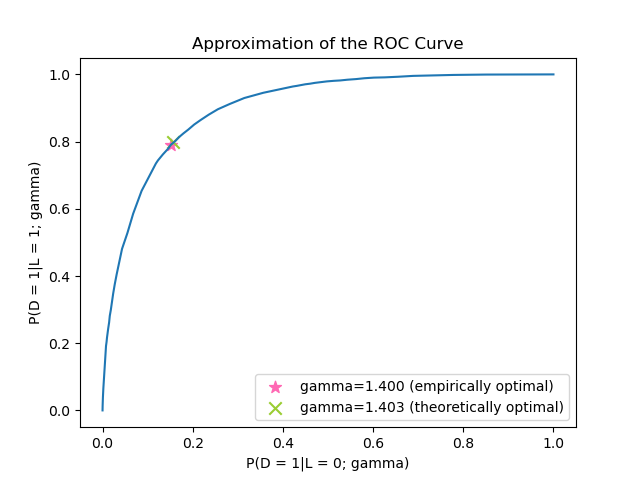 Approximation of the ROC Curve
P(D = 1|L = 1; gamma)
1.0
0.8
0.6
0.4
0.2
0.0
gamma=1.400 (empirically optimal)
gamma=1.403 (theoretically optimal)
0.0 0.2 0.4 0.6 0.8 1.0
P(D = 1|L = 0; gamma)